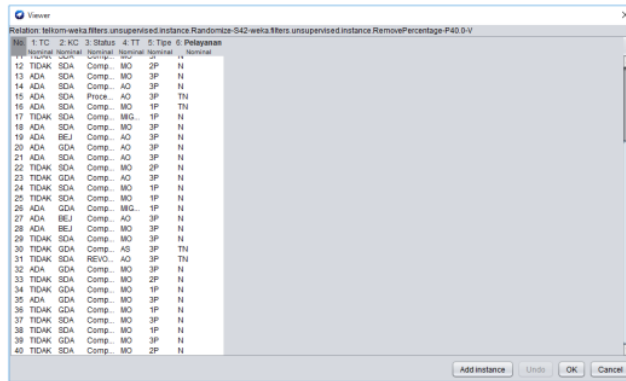 Viewer
Relation: telkom-weka.filters.unsupervised.instance.Randomize-S42-weka.filters.unsupervised.instance.RemovePercentage-P40.0-V
No. 1: TC 2: KC 3: Status 4: TT 5: Tipe 6: Pelayanan
Nominal Nominal Nominal Nominal Nominal Nominal
11 TIDAK SDA Comp... MO 3P N
12 TIDAK SDA Comp... MO 2P N
13 ADA SDA Comp... MO 3P N
14 ADA SDA Comp... AO 3P N
15 ADA SDA Proce... AO 3P TN
16 ADA SDA Comp... MO 1P TN
17 TIDAK SDA Comp... MIG... 1P N
18 ADA SDA Comp... MO 3P N
19 ADA BEJ Comp... AO 3P N
20 ADA GDA Comp... AO 3P N
21 ADA SDA Comp... AO 3P N
22 TIDAK SDA Comp... MO 2P N
23 TIDAK GDA Comp... AO 3P N
24 TIDAK SDA Comp... MO 1P N
25 TIDAK SDA Comp... MO 1P N
26 ADA GDA Comp... MIG... 1P N
27 ADA BEJ Comp... AO 3P N
28 ADA BEJ Comp... MO 3P N
29 TIDAK SDA Comp... MO 3P N
30 TIDAK GDA Comp... AS 3P TN
31 TIDAK SDA REVO... AO 3P TN
32 ADA GDA Comp... MO 3P N
33 TIDAK SDA Comp... MO 2P N
34 TIDAK GDA Comp... MO 1P N
35 ADA GDA Comp... MO 3P N
36 TIDAK GDA Comp... MO 1P N
37 TIDAK SDA Comp... MO 3P N
38 TIDAK SDA Comp... MO 1P N
39 TIDAK GDA Comp... MO 3P N
40 TIDAK SDA Comp... MO 2P N
Add instance Undo OK Cancel